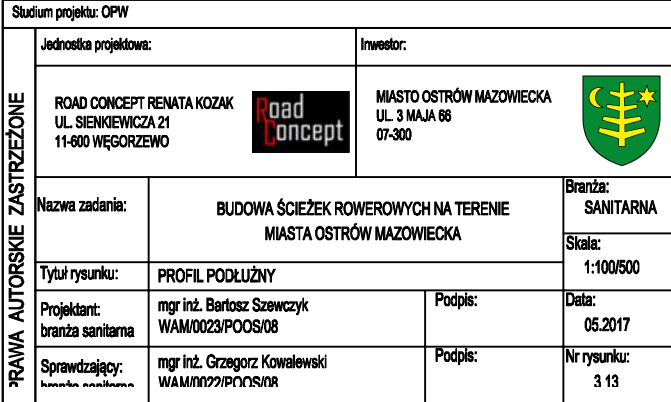 Studium projektu: OPW
Jednostka projektowa:
Inwestor:
PRAWA AUTORSKIE ZASTRZEŻONE
ROAD CONCEPT RENATA KOZAK
UL. SIENKIEWICZA 21
11-600 WĘGORZEWO
Road
Concept
MIASTO OSTRÓW MAZOWIECKA
UL. 3 MAJA 66
07-300
Nazwa zadania:
BUDOWA ŚCIEŻEK ROWEROWYCH NA TERENIE
MIASTA OSTRÓW MAZOWIECKA
Branża:
SANITARNA
Skala:
1:100/500
Tytuł rysunku:
PROFIL PODŁUŻNY
Projektant:
branża sanitarna
mgr inż. Bartosz Szewczyk
WAM/0023/POOS/08
Podpis:
Data:
05.2017
Sprawdzający:
branża sanitarna
mgr inż. Grzegorz Kowalewski
WAM/0022/POOS/08
Podpis:
Nr rysunku:
3.13